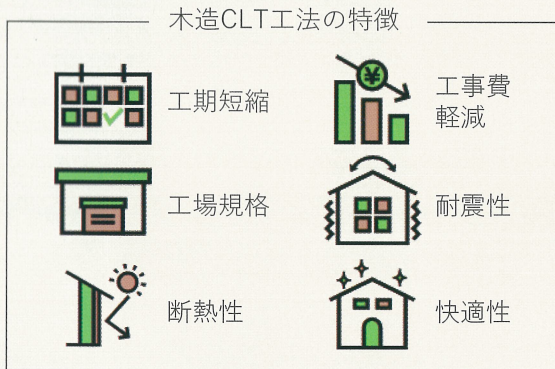 木造CLT工法の特徴
工期短縮
¥
工事費
軽減
工場規格
耐震性
断熱性
快適性